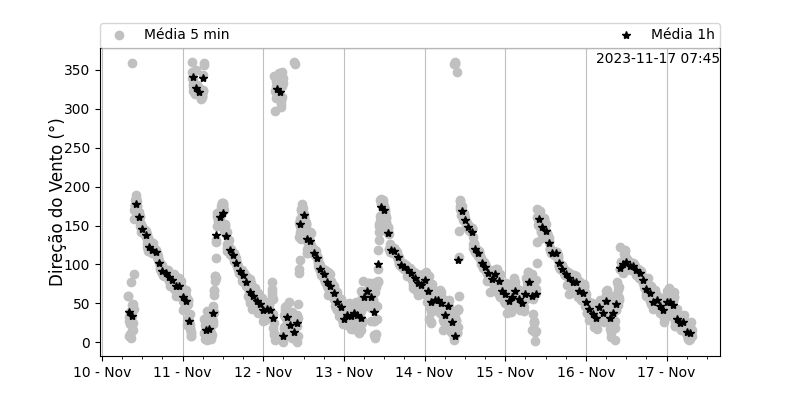 Média 5 min
Média 1h
2023-11-17 07:45
Direção do Vento (°)
350
300
250
200
150
100
50
0
10 - Nov
11 - Nov
12 - Nov
13 - Nov
14 - Nov
15 - Nov
16 - Nov
17 - Nov